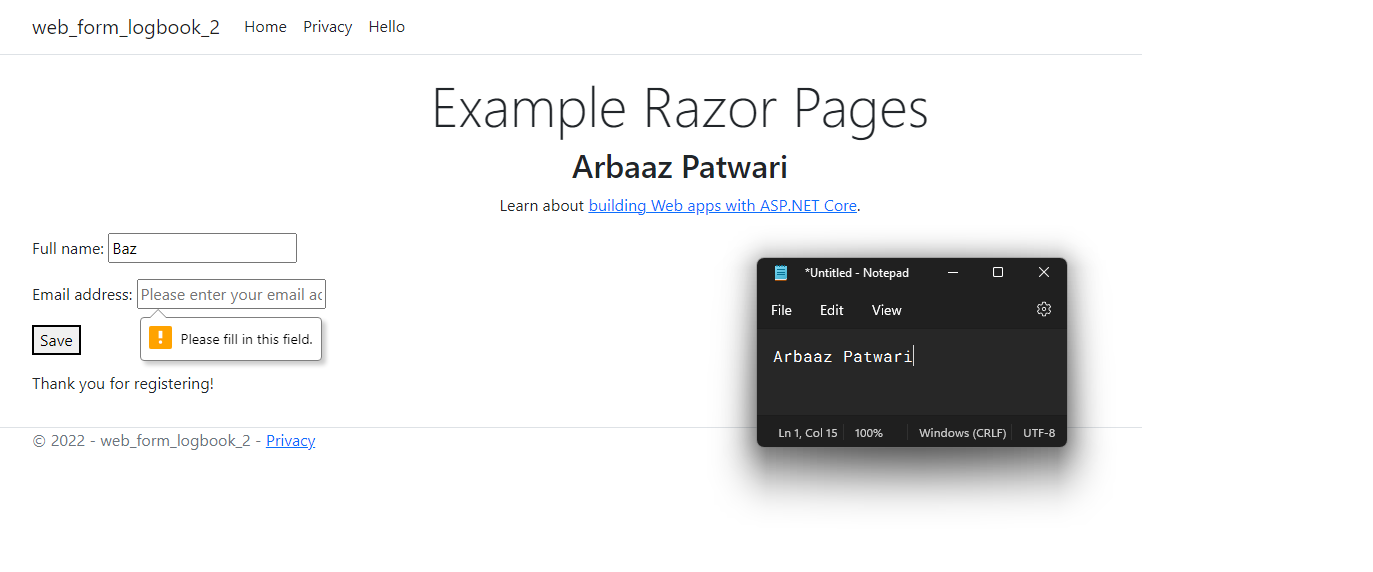 web_form_logbook_2 Home Privacy Hello
Example Razor Pages
Arbaaz Patwari
Learn about building Web apps with ASP.NET Core.
Full name: Baz
Email address: Please enter your email ad
Please fill in this field.
Save
Thank you for registering!
© 2022 - web_form_logbook_2 - Privacy
*Untitled - Notepad
File Edit View
Arbaaz Patwari
Ln 1, Col 15 100% Windows (CRLF) UTF-8